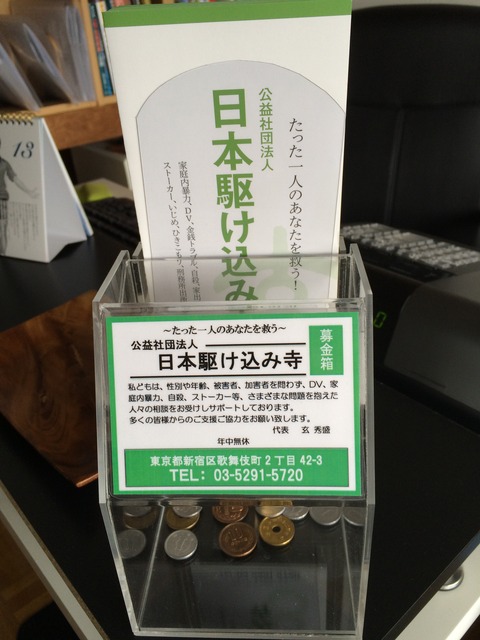 13
たった一人のあなたを救う!
公益社団法人
日本駆け込み
家庭内暴力、DV、金銭トラブル、自殺、家出
ストーカー、いじめ、ひきこもり、刑務所出
～たった一人のあなたを救う～
公益社団法人
日本駆け込み寺
募金箱
私どもは、性別や年齢、被害者、加害者を問わず、DV、家
庭内暴力、自殺、ストーカー等、さまざまな問題を抱えた
人々の相談をお受けしサポートしております。
多くの皆様からのご支援ご協力をお願い致します。
代表 玄 秀盛
年中無休
東京都新宿区歌舞伎町2丁目42-3
TEL: 03-5291-5720